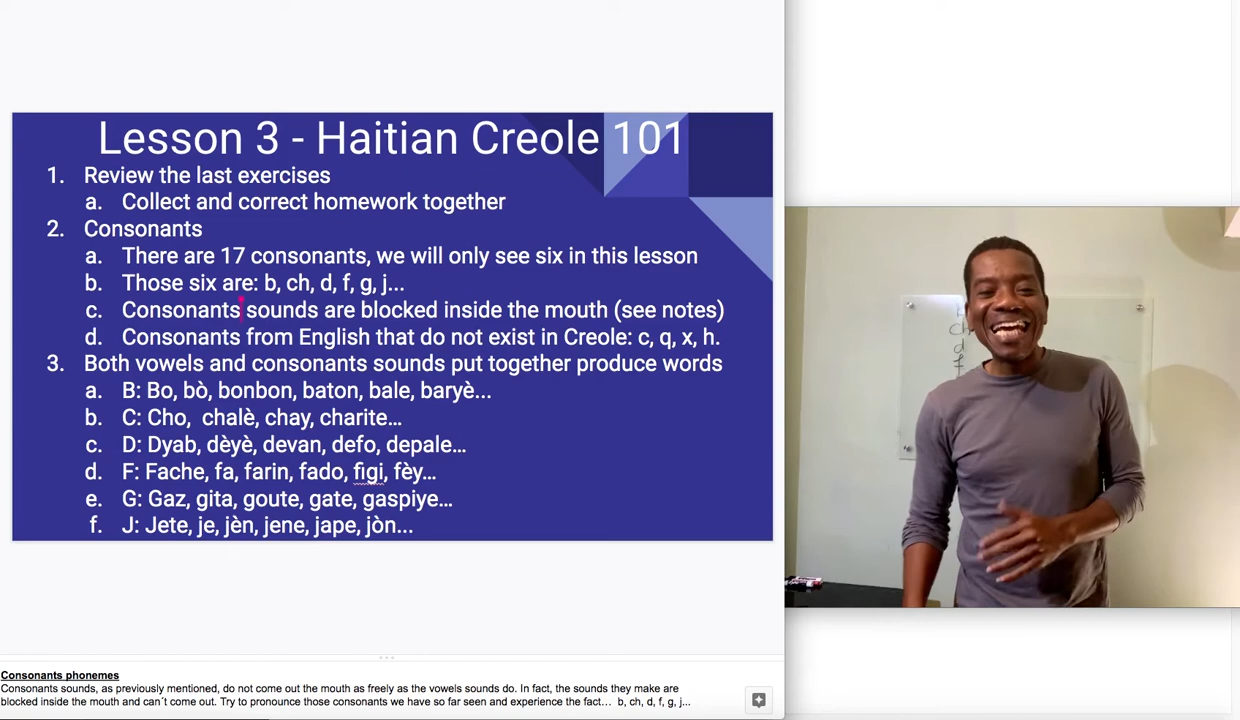 Lesson 3 - Haitian Creole 101
1. Review the last exercises
a. Collect and correct homework together
2. Consonants
a. There are 17 consonants, we will only see six in this lesson
b. Those six are: b, ch, d, f, g, j...
c. Consonants sounds are blocked inside the mouth (see notes)
d. Consonants from English that do not exist in Creole: c, q, x, h.
3. Both vowels and consonants sounds put together produce words
a. B: Bo, bò, bonbon, baton, bale, baryè...
b. C: Cho, chalè, chay, charite...
c. D: Dyab, dèyè, devan, defo, depale...
d. F: Fache, fa, farin, fado, figi, fèy...
e. G: Gaz, gita, goute, gate, gaspiye...
f. J: Jete, je, jèn, jene, jape, jòn...
Ch
d
f
Consonants phonemes
Consonants sounds, as previously mentioned, do not come out the mouth as freely as the vowels sounds do. In fact, the sounds they make are
blocked inside the mouth and can´t come out. Try to pronounce those consonants we have so far seen and experience the fact... b, ch, d, f, g, j...